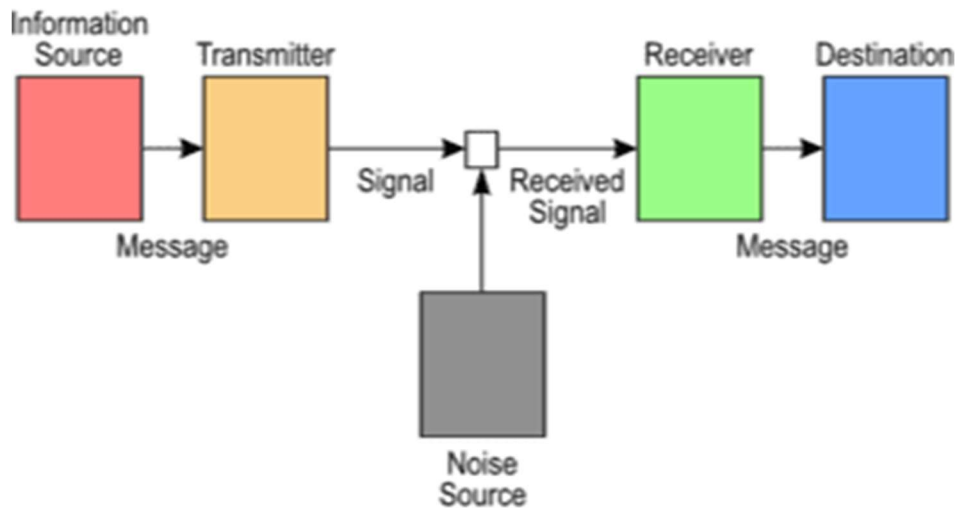 Information
Source
Transmitter
Receiver
Destination
Signal
Received
Signal
Message
Message
Noise
Source